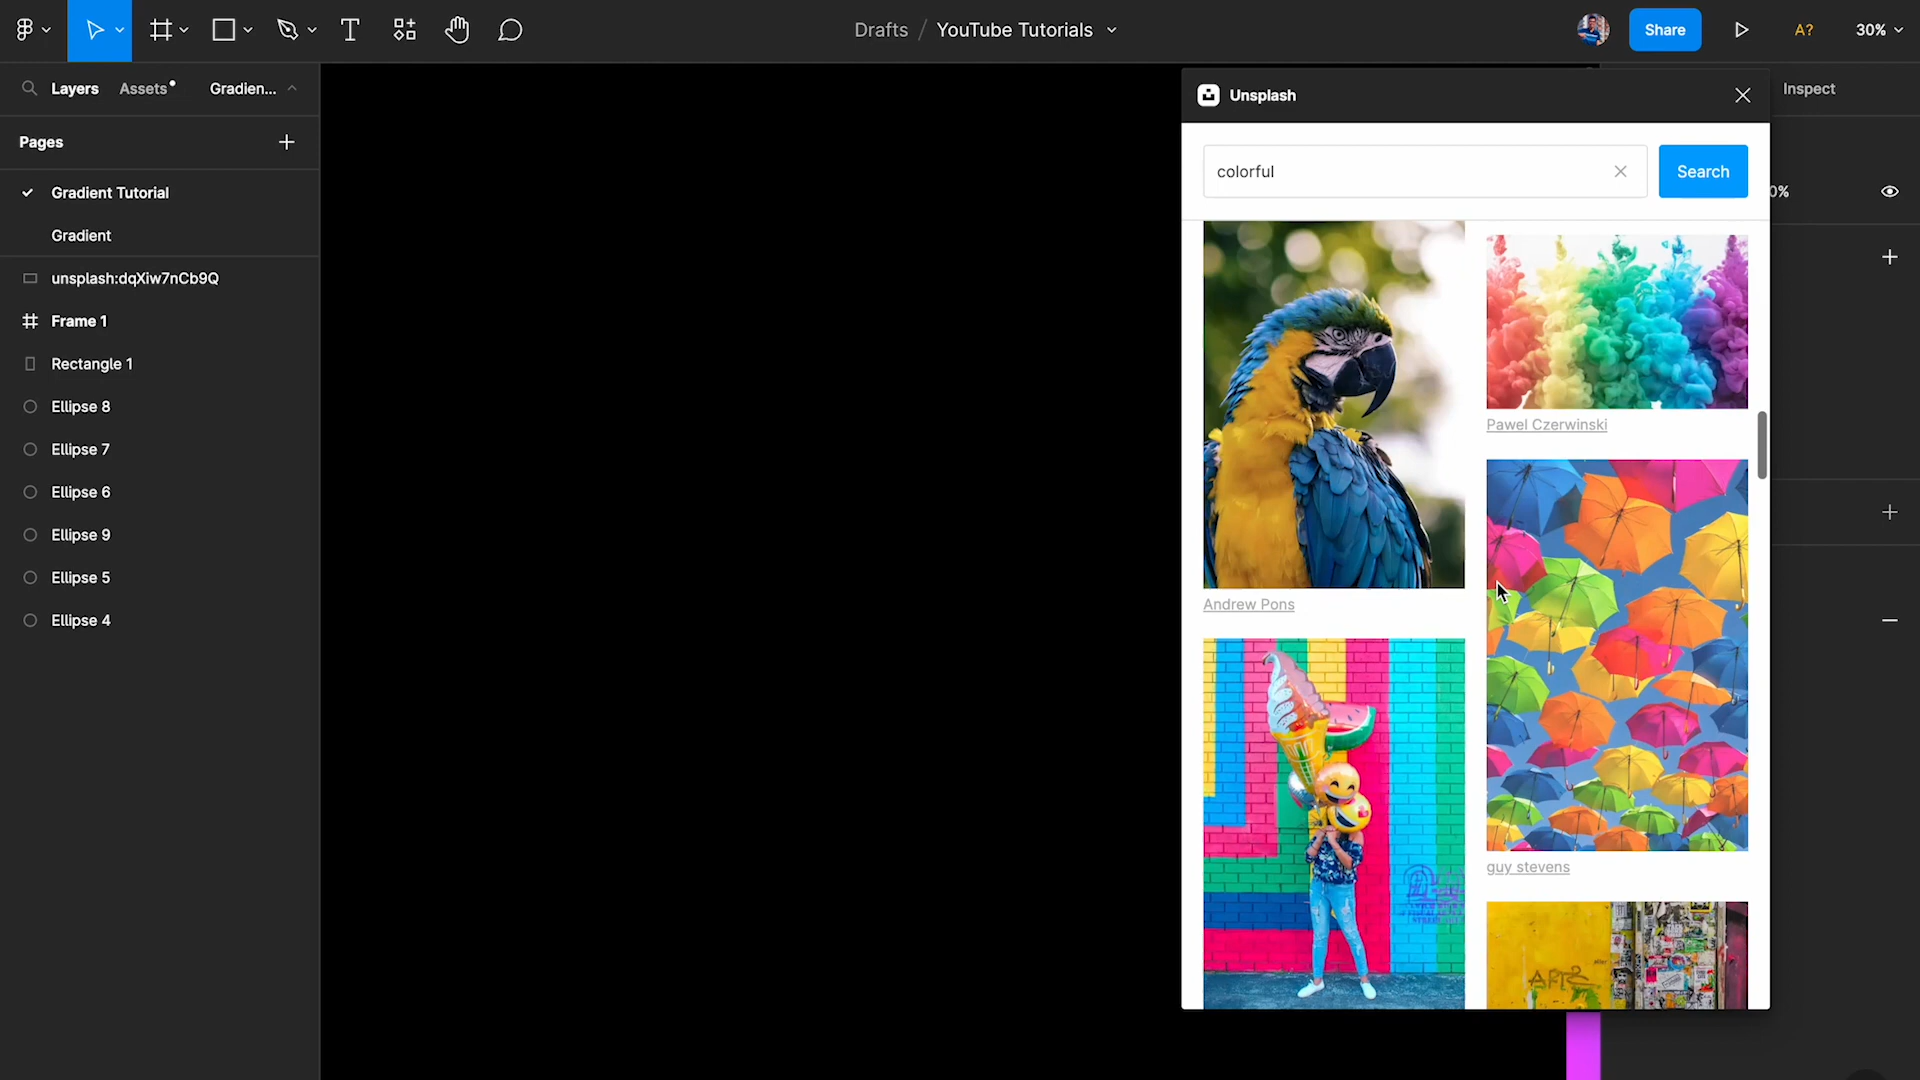 Drafts / YouTube Tutorials
Share
A?
30%
Layers
Assets
Gradien...
Pages
Gradient Tutorial
Gradient
unsplash:dqXiw7nCb9Q
Frame 1
Rectangle 1
Ellipse 8
Ellipse 7
Ellipse 6
Ellipse 9
Ellipse 5
Ellipse 4
Unsplash
Inspect
colorful
Search
0%
Pawel Czerwinski
Andrew Pons
guy stevens